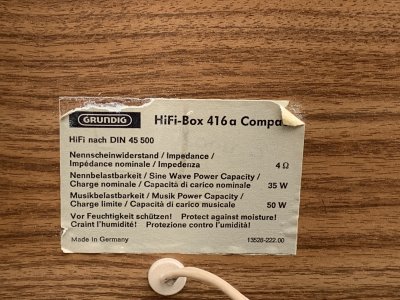 GRUNDIG HiFi-Box 416 a Compa
HiFi nach DIN 45 500
Nennscheinwiderstand / Impedance /
Impédance nominale / Impedenza 4 Ω
Nennbelastbarkeit / Sine Wave Power Capacity /
Charge nominale / Capacità di carico nominale 35 W
Musikbelastbarkeit / Musik Power Capacity /
Charge limite / Capacità di carico musicale 50 W
Vor Feuchtigkeit schützen! Protect against moisture!
Craint l'humidité! Protezione contro l'umidità!
Made in Germany 13528-222.00